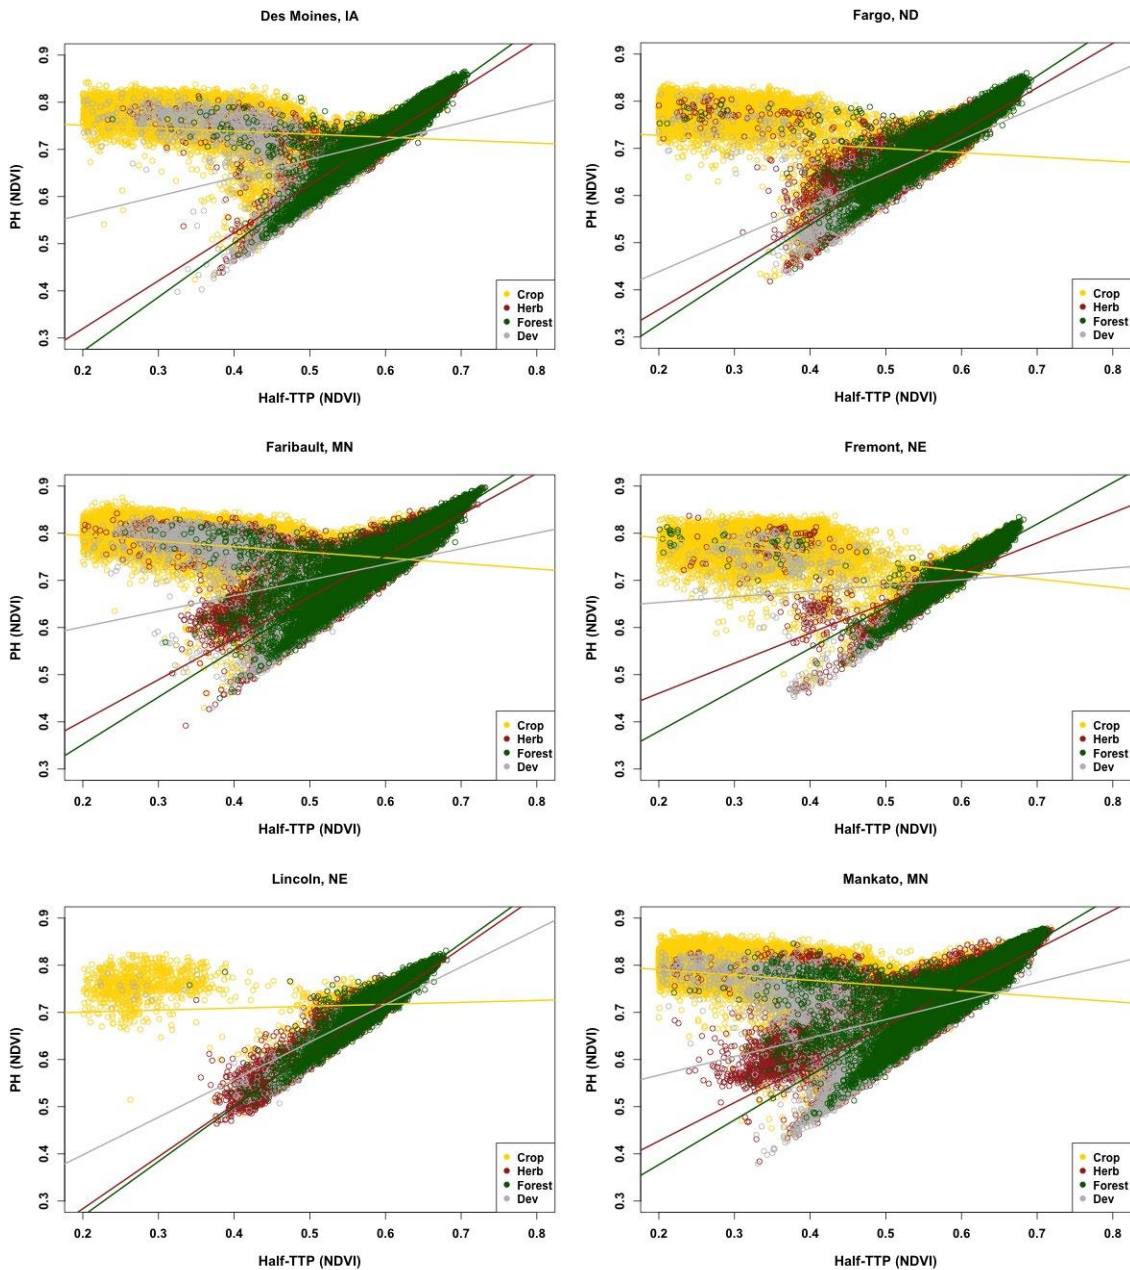 Des Moines, IA
PH (NDVI)
0.9
0.8
0.7
0.6
0.5
0.4
0.3
Crop
Herb
Forest
Dev
0.2 0.3 0.4 0.5 0.6 0.7 0.8
Half-TTP (NDVI)
Fargo, ND
PH (NDVI)
0.9
0.8
0.7
0.6
0.5
0.4
0.3
Crop
Herb
Forest
Dev
0.2 0.3 0.4 0.5 0.6 0.7 0.8
Half-TTP (NDVI)
Faribault, MN
PH (NDVI)
0.9
0.8
0.7
0.6
0.5
0.4
0.3
Crop
Herb
Forest
Dev
0.2 0.3 0.4 0.5 0.6 0.7 0.8
Half-TTP (NDVI)
Fremont, NE
PH (NDVI)
0.9
0.8
0.7
0.6
0.5
0.4
0.3
Crop
Herb
Forest
Dev
0.2 0.3 0.4 0.5 0.6 0.7 0.8
Half-TTP (NDVI)
Lincoln, NE
PH (NDVI)
0.9
0.8
0.7
0.6
0.5
0.4
0.3
Crop
Herb
Forest
Dev
0.2 0.3 0.4 0.5 0.6 0.7 0.8
Half-TTP (NDVI)
Mankato, MN
PH (NDVI)
0.9
0.8
0.7
0.6
0.5
0.4
0.3
Crop
Herb
Forest
Dev
0.2 0.3 0.4 0.5 0.6 0.7 0.8
Half-TTP (NDVI)